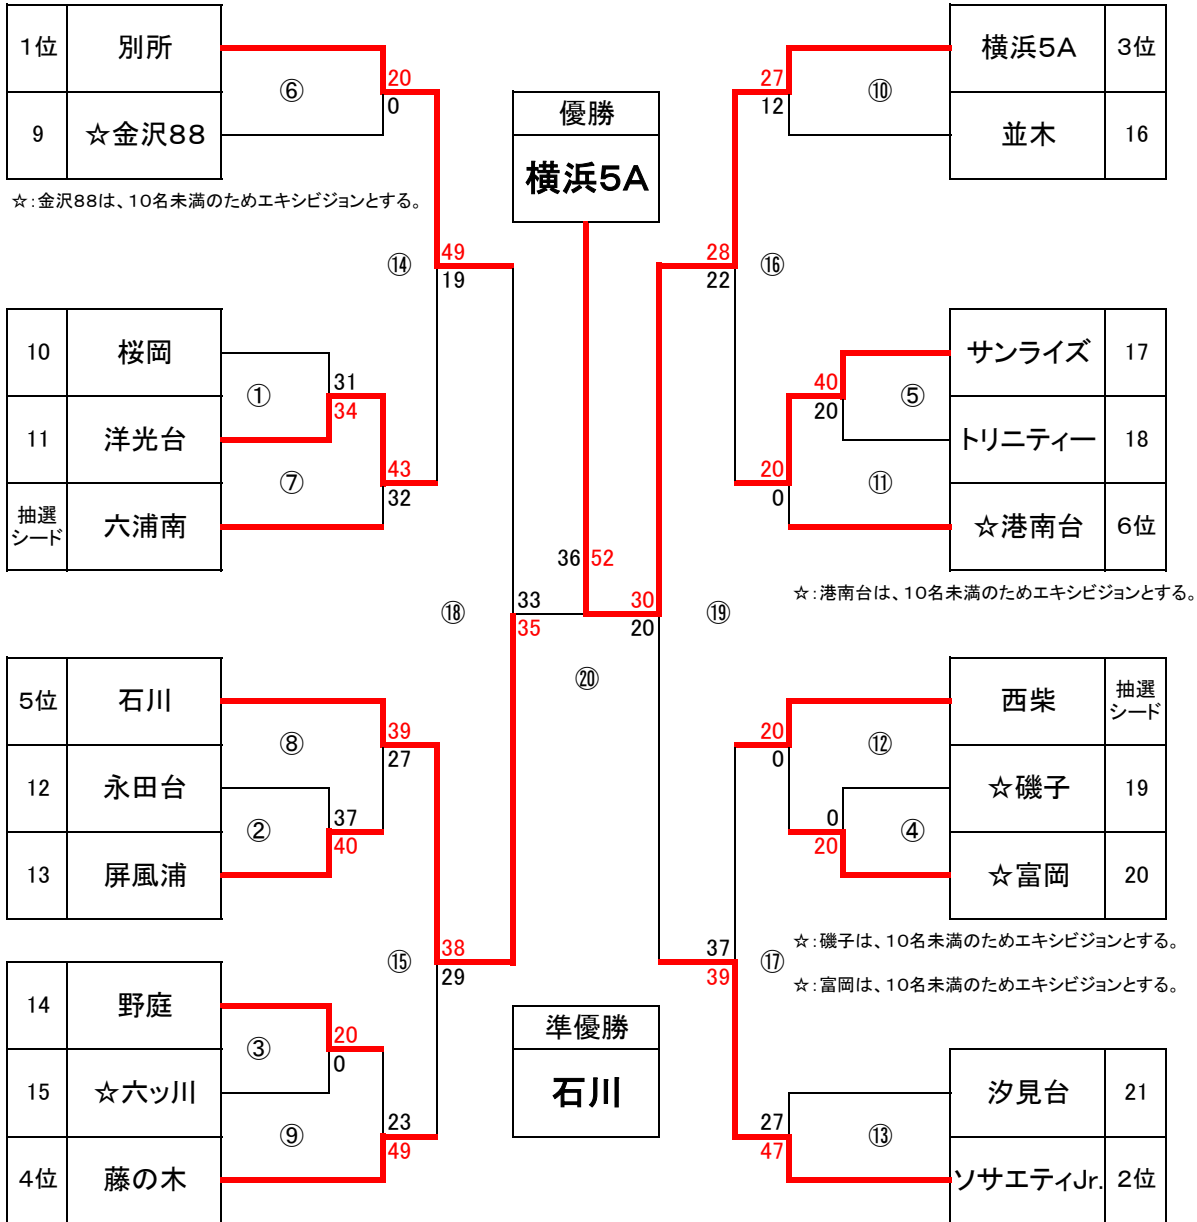 1位 別所
⑥
20
0
9 ☆金沢88
☆:金沢88は、10名未満のためエキシビジョンとする。
⑭
49
19
10 桜岡
①
31
34
11 洋光台
⑦
43
32
抽選
シード
六浦南
⑱
33
35
5位 石川
⑧
39
27
12 永田台
②
37
40
13 屏風浦
⑮
38
29
14 野庭
③
20
0
15 ☆六ッ川
⑨
23
49
4位 藤の木
優勝
横浜5A
36 52
⑳
準優勝
石川
横浜5A 3位
27
12
⑩
並木 16
28
22
⑯
サンライズ 17
40
20
⑤
トリニティー 18
20
0
⑪
☆港南台 6位
☆:港南台は、10名未満のためエキシビジョンとする。
30
20
⑲
西柴
抽選
シード
20
0
⑫
☆磯子 19
0
20
④
☆富岡 20
☆:磯子は、10名未満のためエキシビジョンとする。
☆:富岡は、10名未満のためエキシビジョンとする。
37
39
⑰
汐見台 21
27
47
⑬
ソサエティJr. 2位